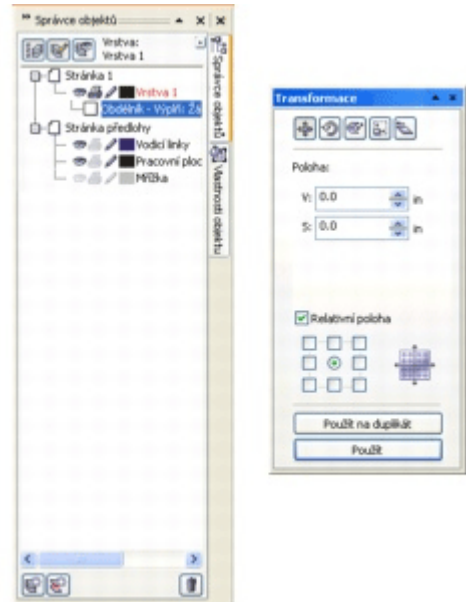 Správce objektů
Vrstva:
Vrstva 1
Stránka 1
Vrstva 1
Obdélník - Výplň: Žá
Stránka předlohy
Vodicí linky
Pracovní ploc
Mřížka
Správce objektů
Vlastnosti objektu
Transformace
Poloha:
V: 0.0 in
S: 0.0 in
Relativní poloha
Použít na duplikát
Použít